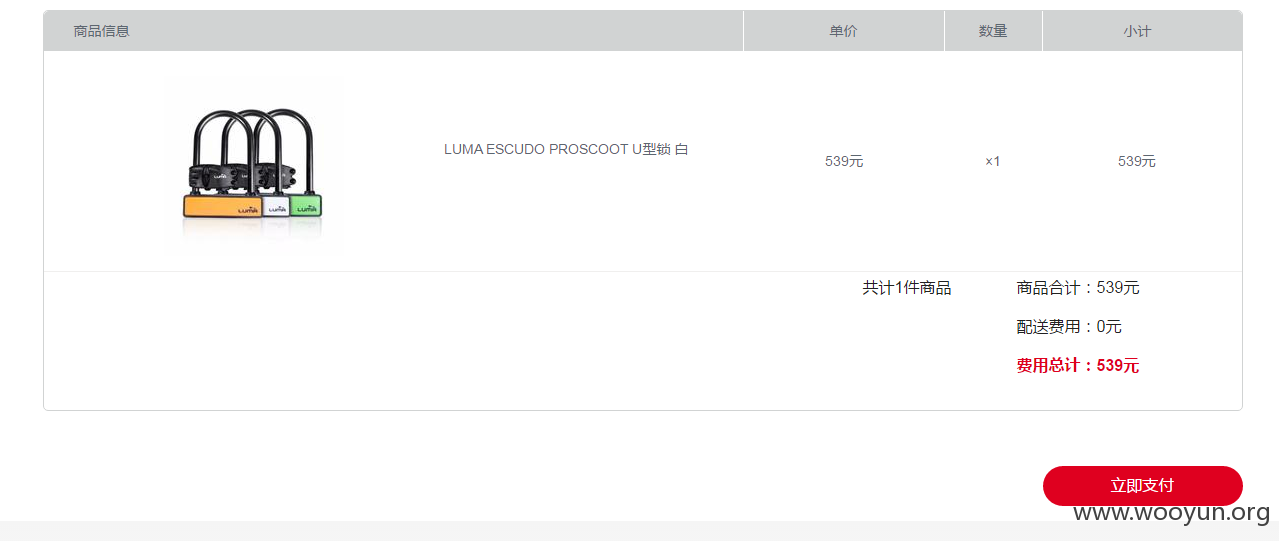 商品信息 单价 数量 小计
LUMA ESCUDO PROSCOOT U型锁 白
539元 ×1 539元
LUMA LUMA LUMA
共计1件商品 商品合计：539元
配送费用：0元
费用总计：539元
立即支付
www.wooyun.org